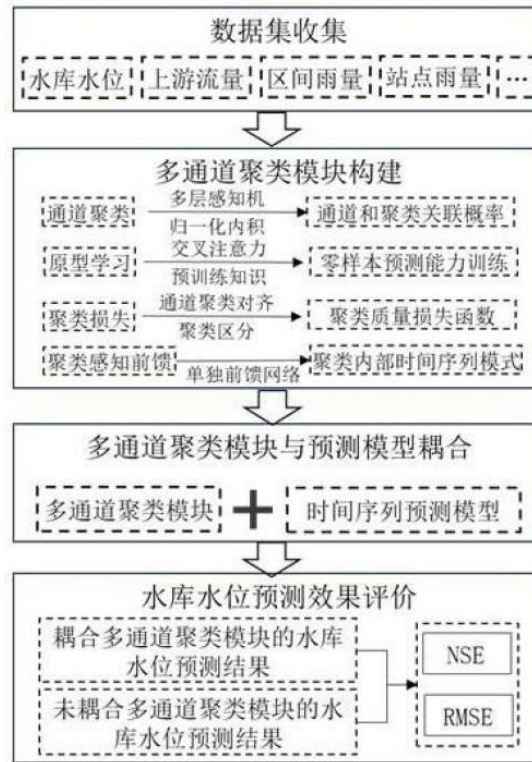 数据集收集
水库水位 上游流量 区间雨量 站点雨量 …
多通道聚类模块构建
多层感知机
通道聚类 通道和聚类关联概率
归一化内积
交叉注意力
原型学习 零样本预测能力训练
预训练知识
通道聚类对齐
聚类损失 聚类质量损失函数
聚类区分
聚类感知前馈 聚类内部时间序列模式
单独前馈网络
多通道聚类模块与预测模型耦合
多通道聚类模块 + 时间序列预测模型
水库水位预测效果评价
耦合多通道聚类模块的水库
水位预测结果
NSE
未耦合多通道聚类模块的水
库水位预测结果
RMSE